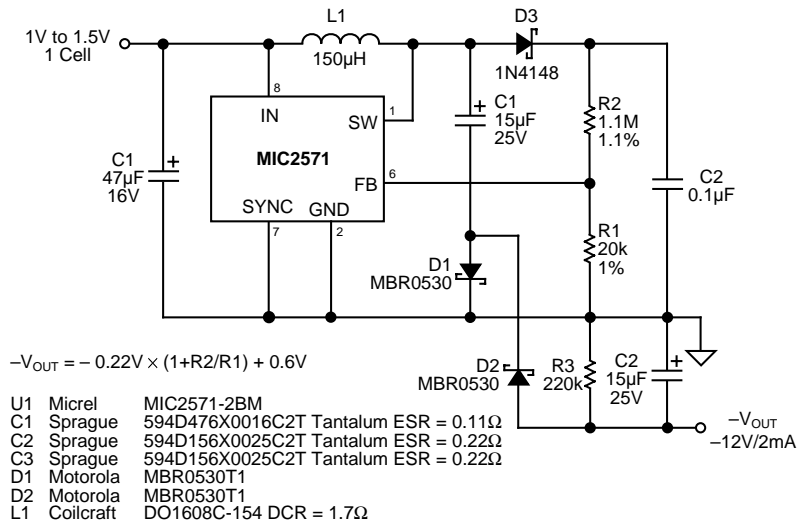 L1
D3
1V to 1.5V
1 Cell
150µH
1N4148
8
IN
1
SW
C1
15µF
25V
R2
1.1M
1.1%
MIC2571
C1
47µF
16V
6
FB
C2
0.1µF
SYNC GND
7
2
R1
20k
1%
D1
MBR0530
–VOUT = – 0.22V × (1+R2/R1) + 0.6V
D2
MBR0530
R3
220k
C2
15µF
25V
–VOUT
–12V/2mA
U1 Micrel MIC2571-2BM
C1 Sprague 594D476X0016C2T Tantalum ESR = 0.11Ω
C2 Sprague 594D156X0025C2T Tantalum ESR = 0.22Ω
C3 Sprague 594D156X0025C2T Tantalum ESR = 0.22Ω
D1 Motorola MBR0530T1
D2 Motorola MBR0530T1
L1 Coilcraft DO1608C-154 DCR = 1.7Ω